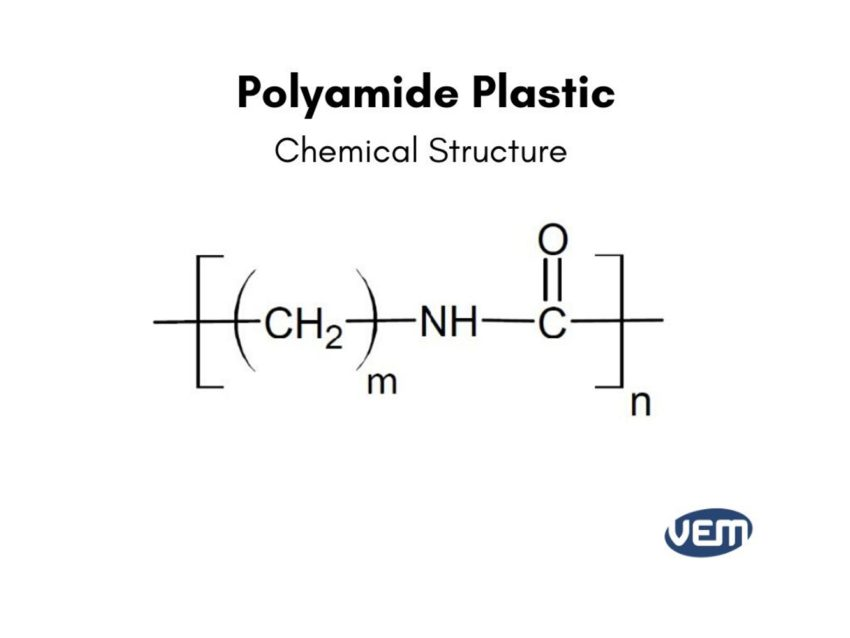 Polyamide Plastic
Chemical Structure
O
CH₂
NH
C
m
n
VEM